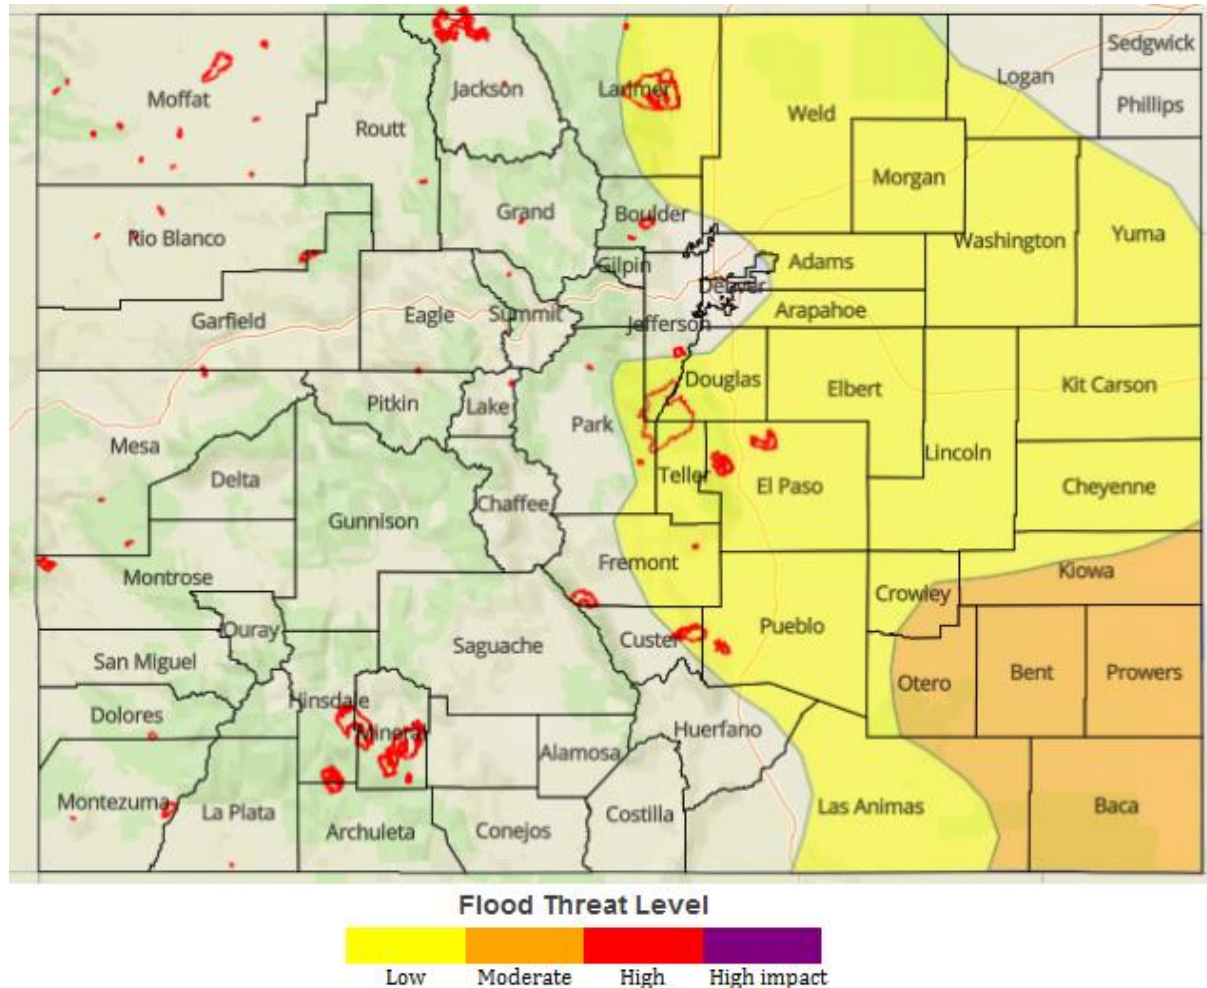 Sedgwick
Logan
Moffat
Jackson
Larimer
Phillips
Weld
Routt
Morgan
Grand
Boulder
Rio Blanco
Washington
Yuma
Gilpin
Adams
Denver
Garfield
Eagle
Summit
Jefferson
Arapahoe
Douglas
Elbert
Kit Carson
Pitkin
Lake
Park
Mesa
Delta
Teller
Lincoln
El Paso
Cheyenne
Chaffee
Gunnison
Fremont
Montrose
Kiowa
Crowley
Ouray
Saguache
Custer
Pueblo
San Miguel
Otero
Bent
Prowers
Hinsdale
Dolores
Mineral
Huerfano
Alamosa
Montezuma
La Plata
Archuleta
Conejos
Costilla
Las Animas
Baca
Flood Threat Level
Low Moderate High High impact